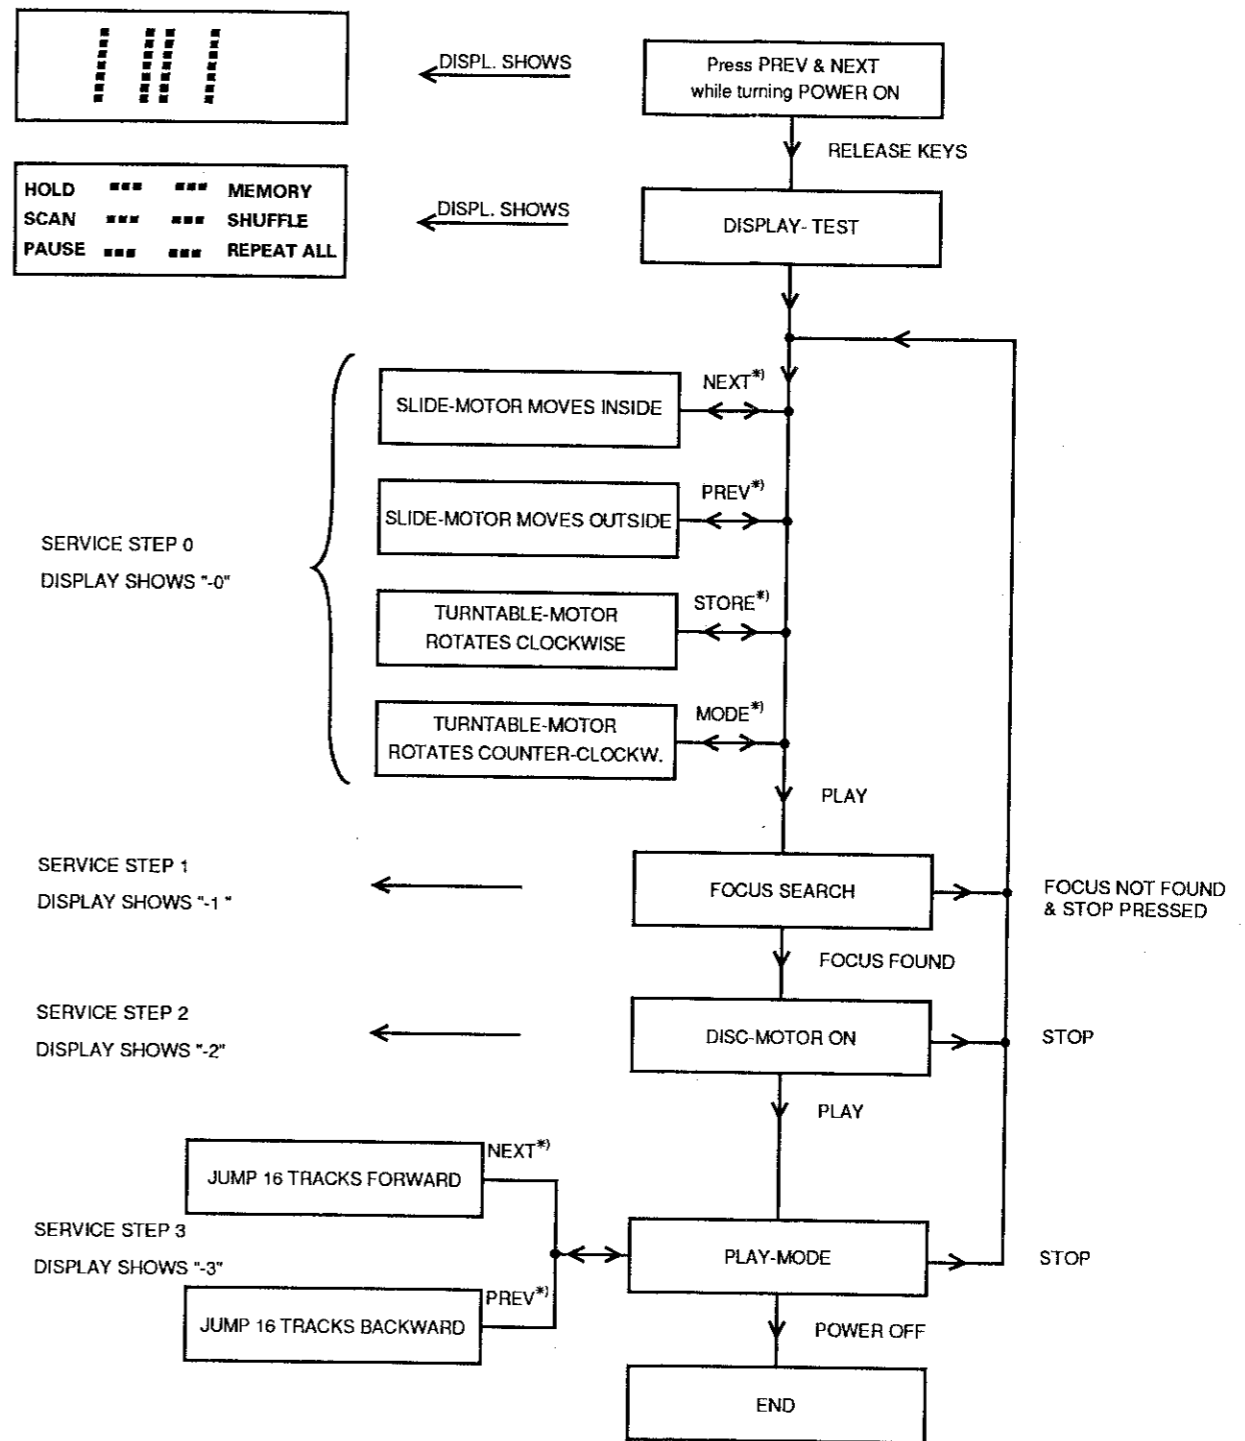 DISPL. SHOWS
Press PREV & NEXT
while turning POWER ON
RELEASE KEYS
HOLD MEMORY
SCAN SHUFFLE
PAUSE REPEAT ALL
DISPL. SHOWS
DISPLAY- TEST
SLIDE-MOTOR MOVES INSIDE
NEXT*)
SLIDE-MOTOR MOVES OUTSIDE
PREV*)
SERVICE STEP 0
DISPLAY SHOWS "-0"
TURNTABLE-MOTOR
ROTATES CLOCKWISE
STORE*)
TURNTABLE-MOTOR
ROTATES COUNTER-CLOCKW.
MODE*)
PLAY
SERVICE STEP 1
DISPLAY SHOWS "-1 "
FOCUS SEARCH
FOCUS NOT FOUND
& STOP PRESSED
FOCUS FOUND
SERVICE STEP 2
DISPLAY SHOWS "-2"
DISC-MOTOR ON
STOP
PLAY
JUMP 16 TRACKS FORWARD
NEXT*)
SERVICE STEP 3
DISPLAY SHOWS "-3"
PLAY-MODE
STOP
JUMP 16 TRACKS BACKWARD
PREV*)
POWER OFF
END